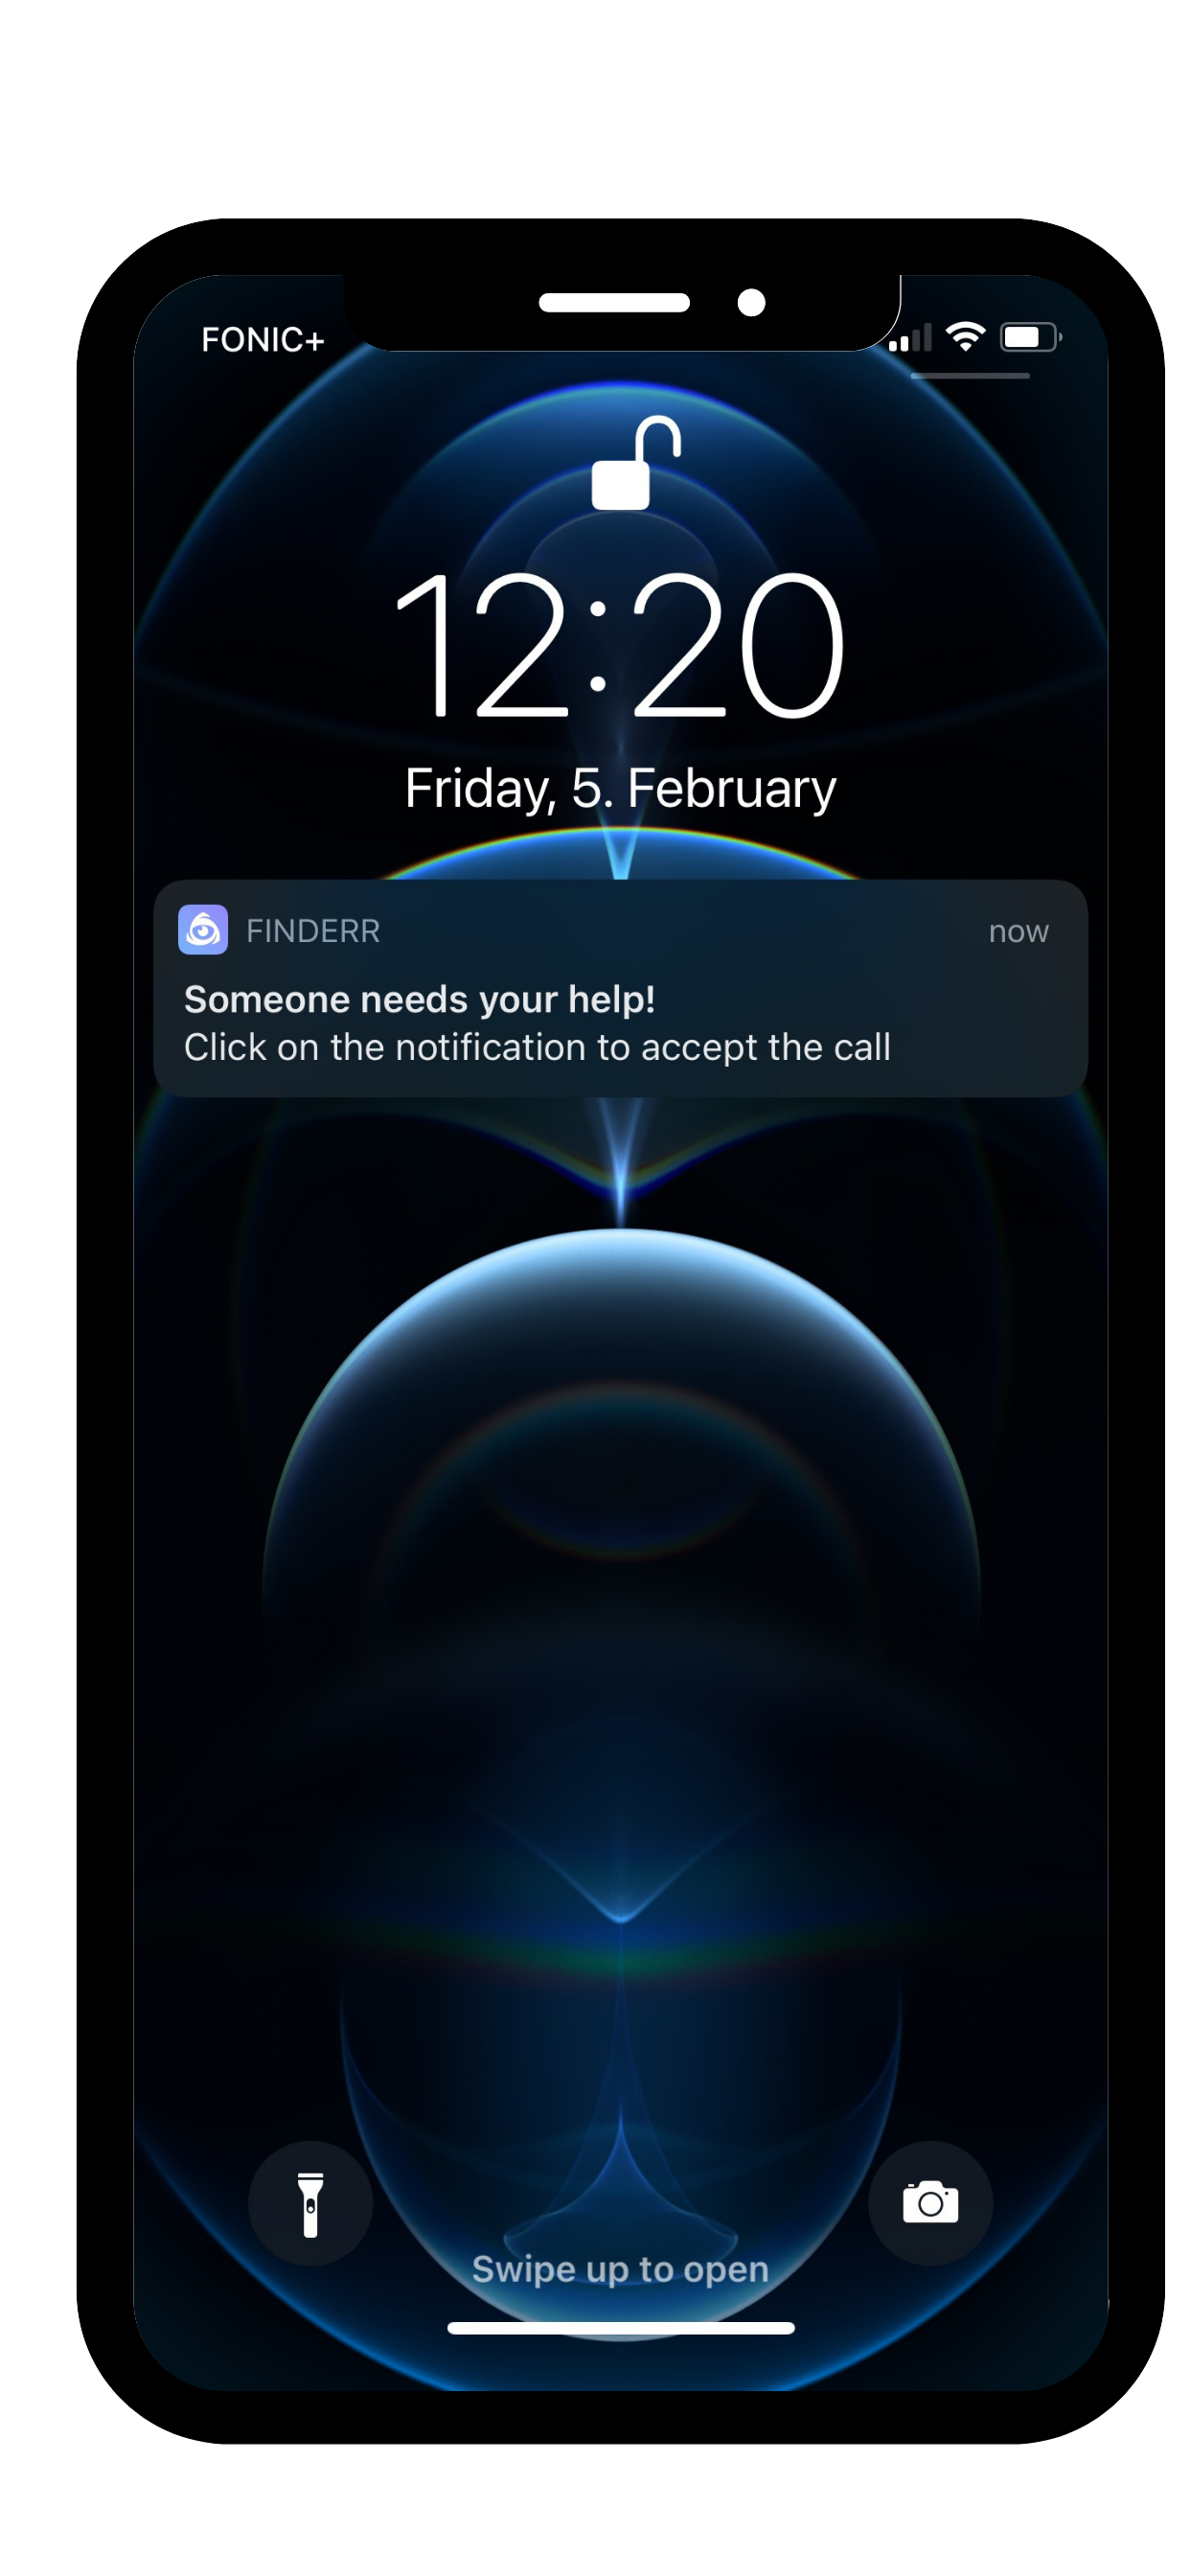 FONIC+
12:20
Friday, 5. February
FINDERR now
Someone needs your help!
Click on the notification to accept the call
Swipe up to open